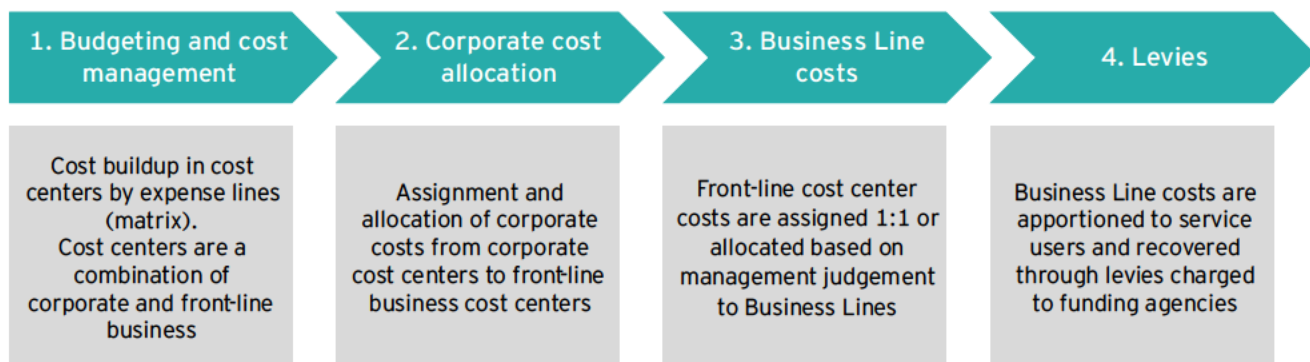 1. Budgeting and cost
management
2. Corporate cost
allocation
3. Business Line
costs
4. Levies
Cost buildup in cost
centers by expense lines
(matrix).
Cost centers are a
combination of
corporate and front-line
business
Assignment and
allocation of corporate
costs from corporate
cost centers to front-line
business cost centers
Front-line cost center
costs are assigned 1:1 or
allocated based on
management judgement
to Business Lines
Business Line costs are
apportioned to service
users and recovered
through levies charged
to funding agencies